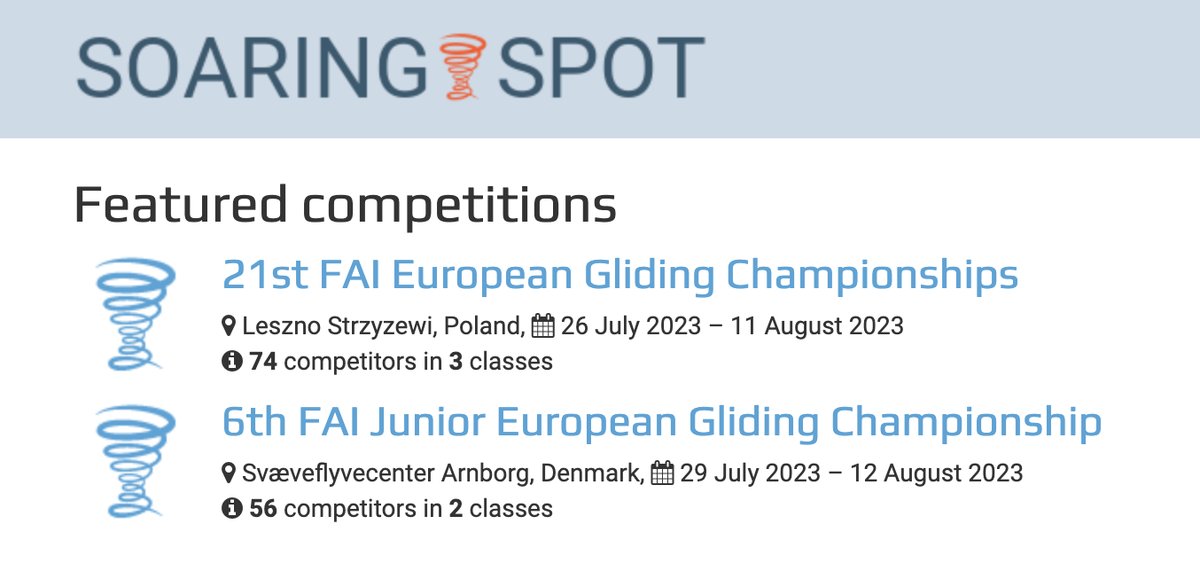 SOARING SPOT
Featured competitions
21st FAI European Gliding Championships
Leszno Strzyzewi, Poland, 26 July 2023 – 11 August 2023
74 competitors in 3 classes
6th FAI Junior European Gliding Championship
Svæveflyvecenter Arnborg, Denmark, 29 July 2023 – 12 August 2023
56 competitors in 2 classes